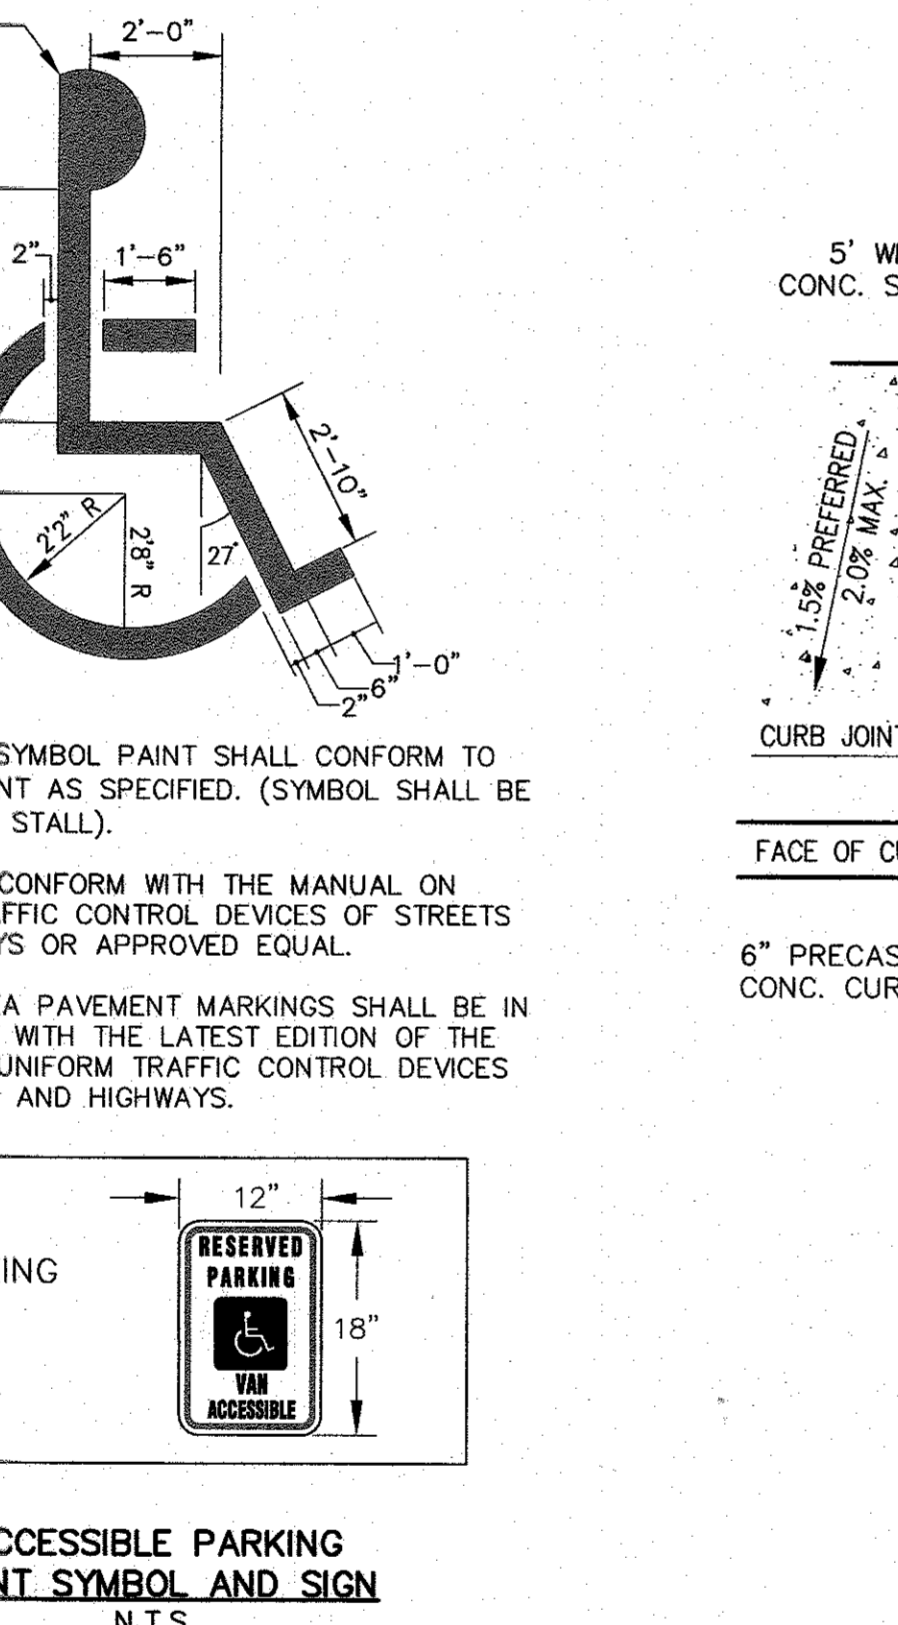 2'-0"
2"
1'-6"
2'-10"
2'2" R
2'8" R
27°
1'-0"
6"
2"
SYMBOL PAINT SHALL CONFORM TO
AS SPECIFIED. (SYMBOL SHALL BE
STALL).
CONFORM WITH THE MANUAL ON
CONTROL DEVICES OF STREETS
OR APPROVED EQUAL.
PAVEMENT MARKINGS SHALL BE IN
WITH THE LATEST EDITION OF THE
UNIFORM TRAFFIC CONTROL DEVICES
AND HIGHWAYS.
12"
RESERVED
PARKING
VAN
ACCESSIBLE
18"
ING
CCESSIBLE PARKING
NT SYMBOL AND SIGN
N.T.S.
5' WI
CONC. S
1.5% PREFERRED
2.0% MAX.
CURB JOINT
FACE OF CU
6" PRECAS
CONC. CUR